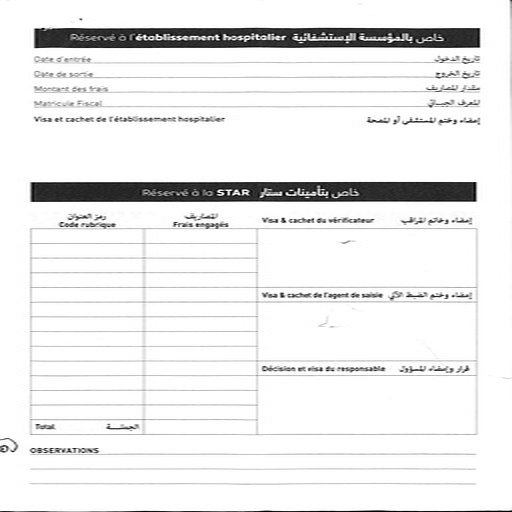 Réservé à l'établissement hospitalier خاص بالمؤسسة الإستشفائية
Date d'entrée تاريخ الدخول
Date de sortie تاريخ الخروج
Montant des frais مقدار المصاريف
Matricule Fiscal المعرف الجبائي
Visa et cachet de l'établissement hospitalier إمضاء وختم المستشفى أو المصحة
Réservé à la STAR خاص بتأمينات ستار
رمز العنوان المصاريف
Code rubrique Frais engagés Visa & cachet du vérificateur إمضاء وخاتم المراقب
Visa & cachet de l'agent de saisie إمضاء وختم الضبط الآلي
Décision et visa du responsable قرار وإمضاء المسؤول
Total الجملة
OBSERVATIONS